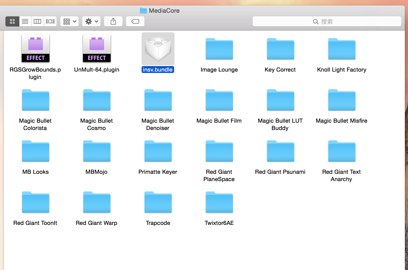 MediaCore
搜索
EFFECT
EFFECT
RGSGrowBounds.p
lugin
UnMult-64.plugin
inev.bundle
Image Lounge
Key Correct
Knoll Light Factory
Magic Bullet
Colorista
Magic Bullet
Cosmo
Magic Bullet
Denoiser
Magic Bullet Film
Magic Bullet LUT
Buddy
Magic Bullet Misfire
MB Looks
MBMojo
Primatte Keyer
Red Giant
PlaneSpace
Red Giant Psunami
Red Giant Text
Anarchy
Red Giant ToonIt
Red Giant Warp
Trapcode
Twixtor6AE